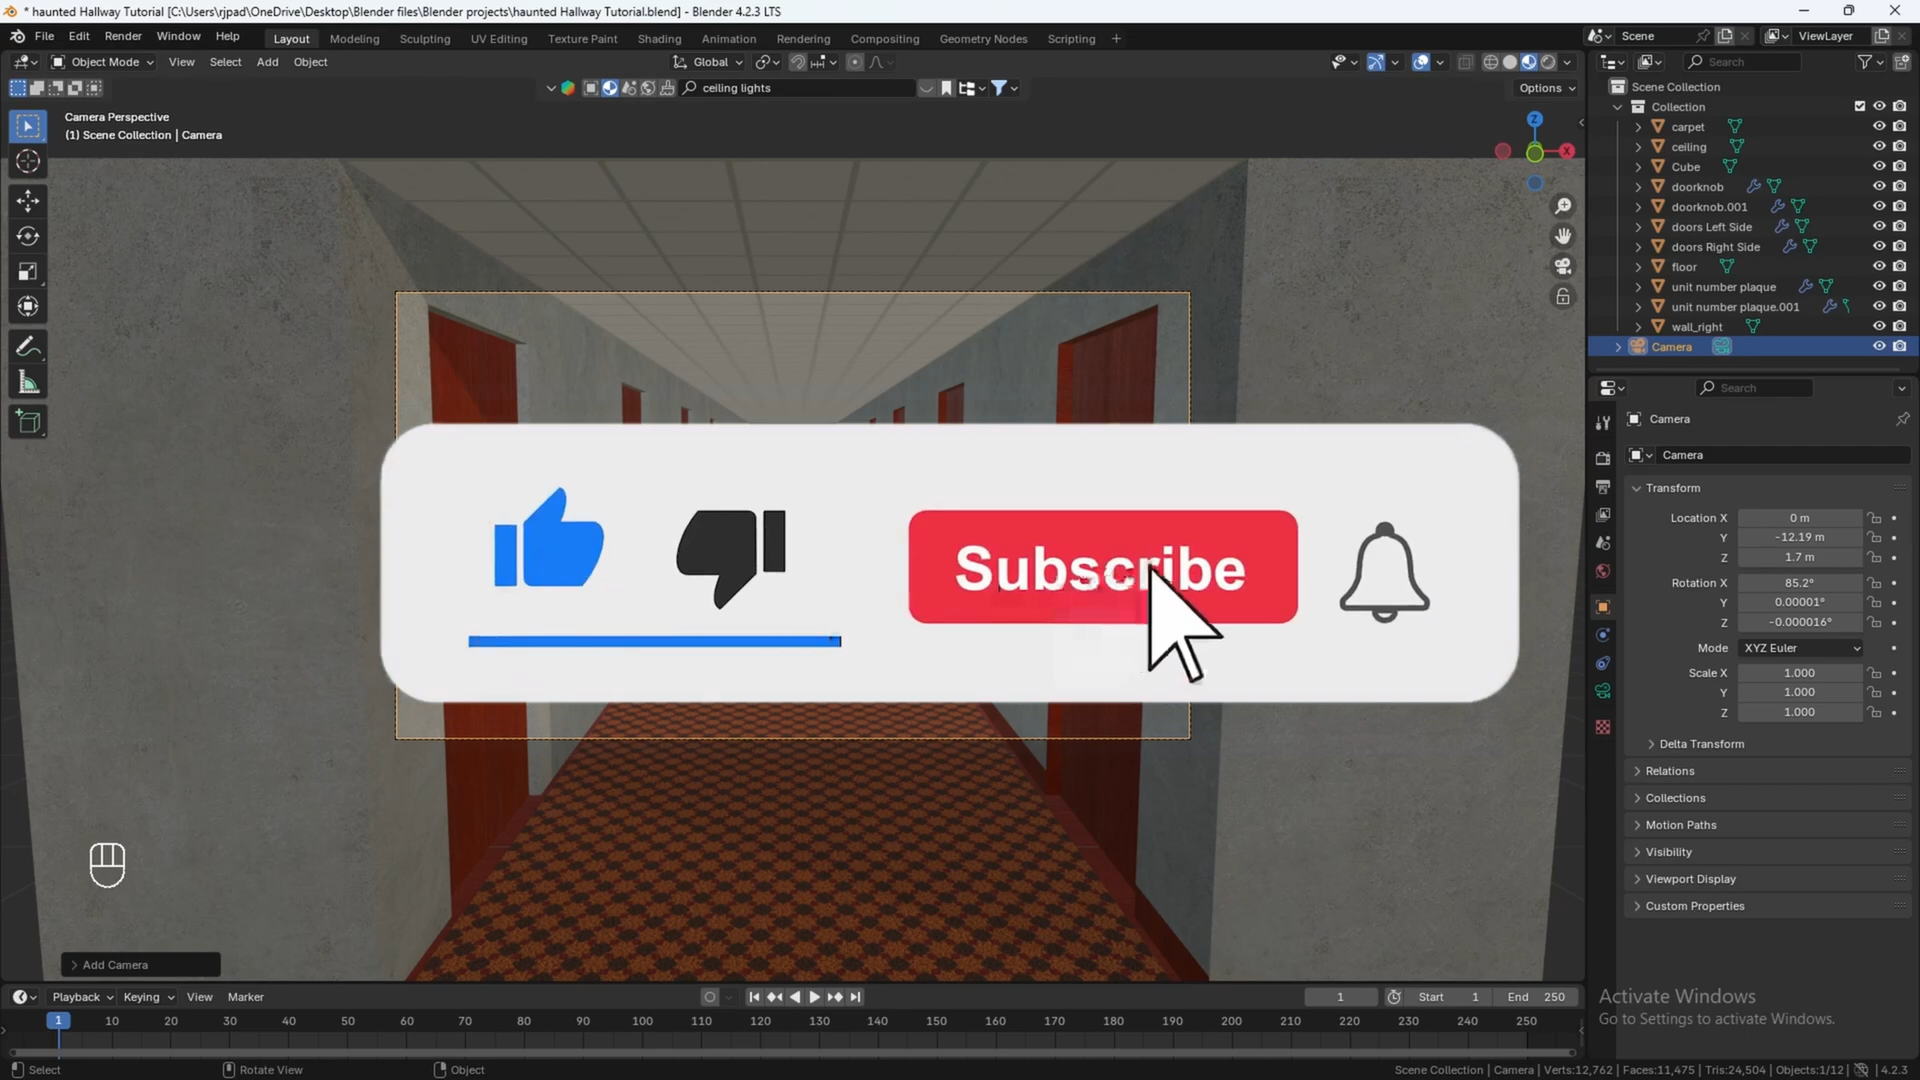 * haunted Hallway Tutorial [C:\Users\rjpad\OneDrive\Desktop\Blender files\Blender projects\haunted Hallway Tutorial.blend] - Blender 4.2.3 LTS
File Edit Render Window Help Layout Modeling Sculpting UV Editing Texture Paint Shading Animation Rendering Compositing Geometry Nodes Scripting + Scene ViewLayer
Object Mode View Select Add Object Global Search
ceiling lights Options
Camera Perspective
(1) Scene Collection | Camera
Z
X
Scene Collection
Collection
carpet
ceiling
Cube
doorknob
doorknob.001
doors Left Side
doors Right Side
floor
unit number plaque
unit number plaque.001
wall_right
Camera
Search
Camera
Camera
Transform
Location X 0 m
Y -12.19 m
Z 1.7 m
Rotation X 85.2°
Y 0.00001°
Z -0.000016°
Mode XYZ Euler
Scale X 1.000
Y 1.000
Z 1.000
Delta Transform
Relations
Collections
Motion Paths
Visibility
Viewport Display
Custom Properties
Subscribe
Add Camera
Activate Windows
Go to Settings to activate Windows.
Playback Keying View Marker 1 Start 1 End 250
1 10 20 30 40 50 60 70 80 90 100 110 120 130 140 150 160 170 180 190 200 210 220 230 240 250
Select Rotate View Object Scene Collection | Camera | Verts:12,762 | Faces:11,475 | Tris:24,504 | Objects:1/12 | 4.2.3